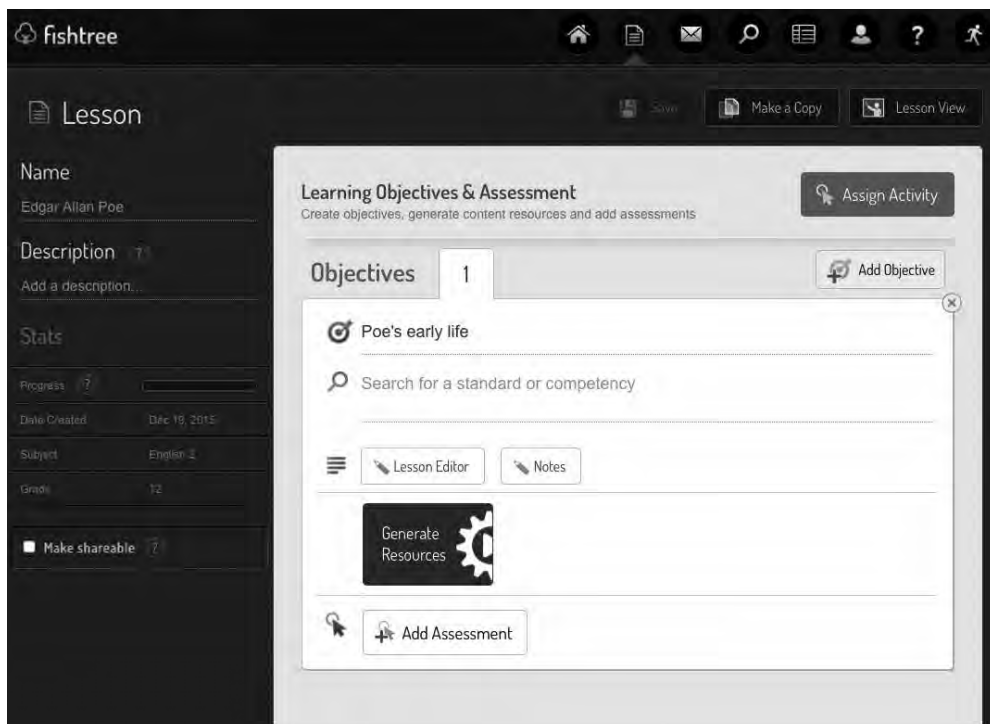 fishtree
?
Lesson
Save
Make a Copy
Lesson View
Name
Edgar Allan Poe
Description ?
Add a description...
Stats
Progress ?
Date Created Dec 19, 2015
Subject English 2
Grade 12
Make shareable ?
Learning Objectives & Assessment
Create objectives, generate content resources and add assessments
Assign Activity
Objectives 1
Add Objective
Poe's early life
Search for a standard or competency
Lesson Editor
Notes
Generate
Resources
Add Assessment